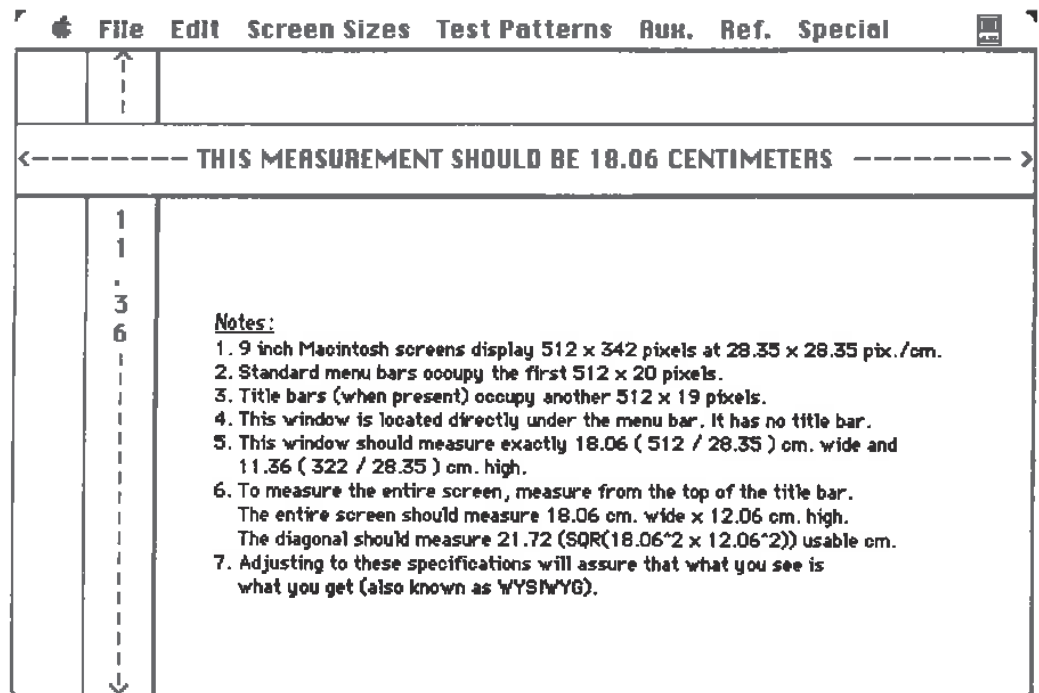 File Edit Screen Sizes Test Patterns Aux. Ref. Special
<-------- THIS MEASUREMENT SHOULD BE 18.06 CENTIMETERS -------->
1
1
.
3
6
Notes:
1. 9 inch Macintosh screens display 512 x 342 pixels at 28.35 x 28.35 pix./cm.
2. Standard menu bars occupy the first 512 x 20 pixels.
3. Title bars (when present) occupy another 512 x 19 pixels.
4. This window is located directly under the menu bar. It has no title bar.
5. This window should measure exactly 18.06 ( 512 / 28.35 ) cm. wide and
11.36 ( 322 / 28.35 ) cm. high.
6. To measure the entire screen, measure from the top of the title bar.
The entire screen should measure 18.06 cm. wide x 12.06 cm. high.
The diagonal should measure 21.72 (SQR(18.06^2 x 12.06^2)) usable cm.
7. Adjusting to these specifications will assure that what you see is
what you get (also known as WYSIWYG).